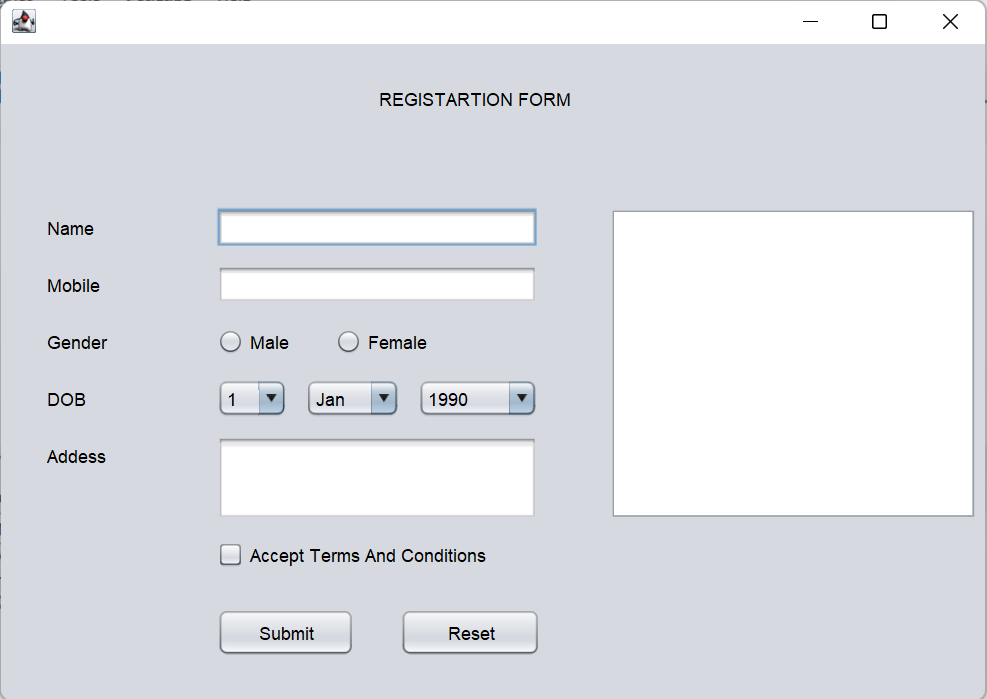 REGISTARTION FORM
Name
Mobile
Gender Male Female
DOB 1 Jan 1990
Addess
Accept Terms And Conditions
Submit Reset